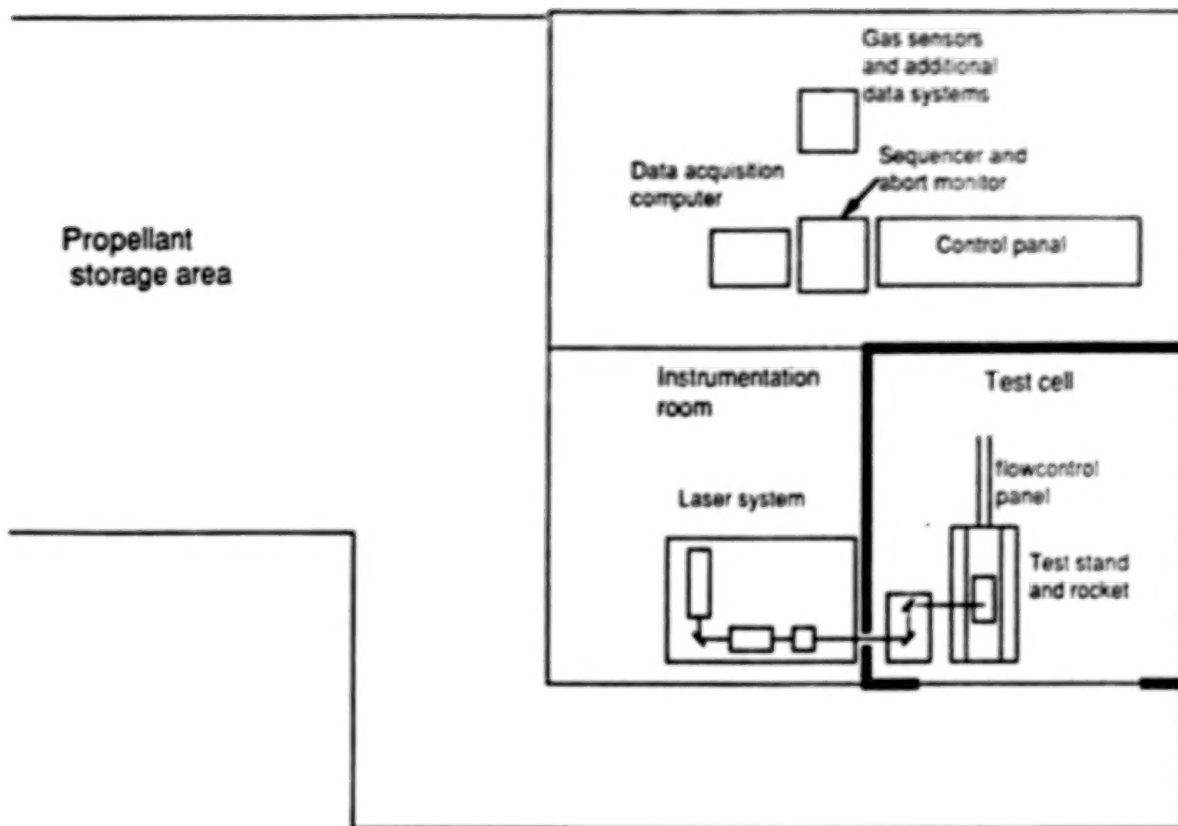 Gas sensors
and additional
data systems
Sequencer and
abort monitor
Data acquisition
computer
Control panal
Propellant
storage area
Instrumentation
room
Test cell
flowcontrol
panel
Laser system
Test stand
and rocket